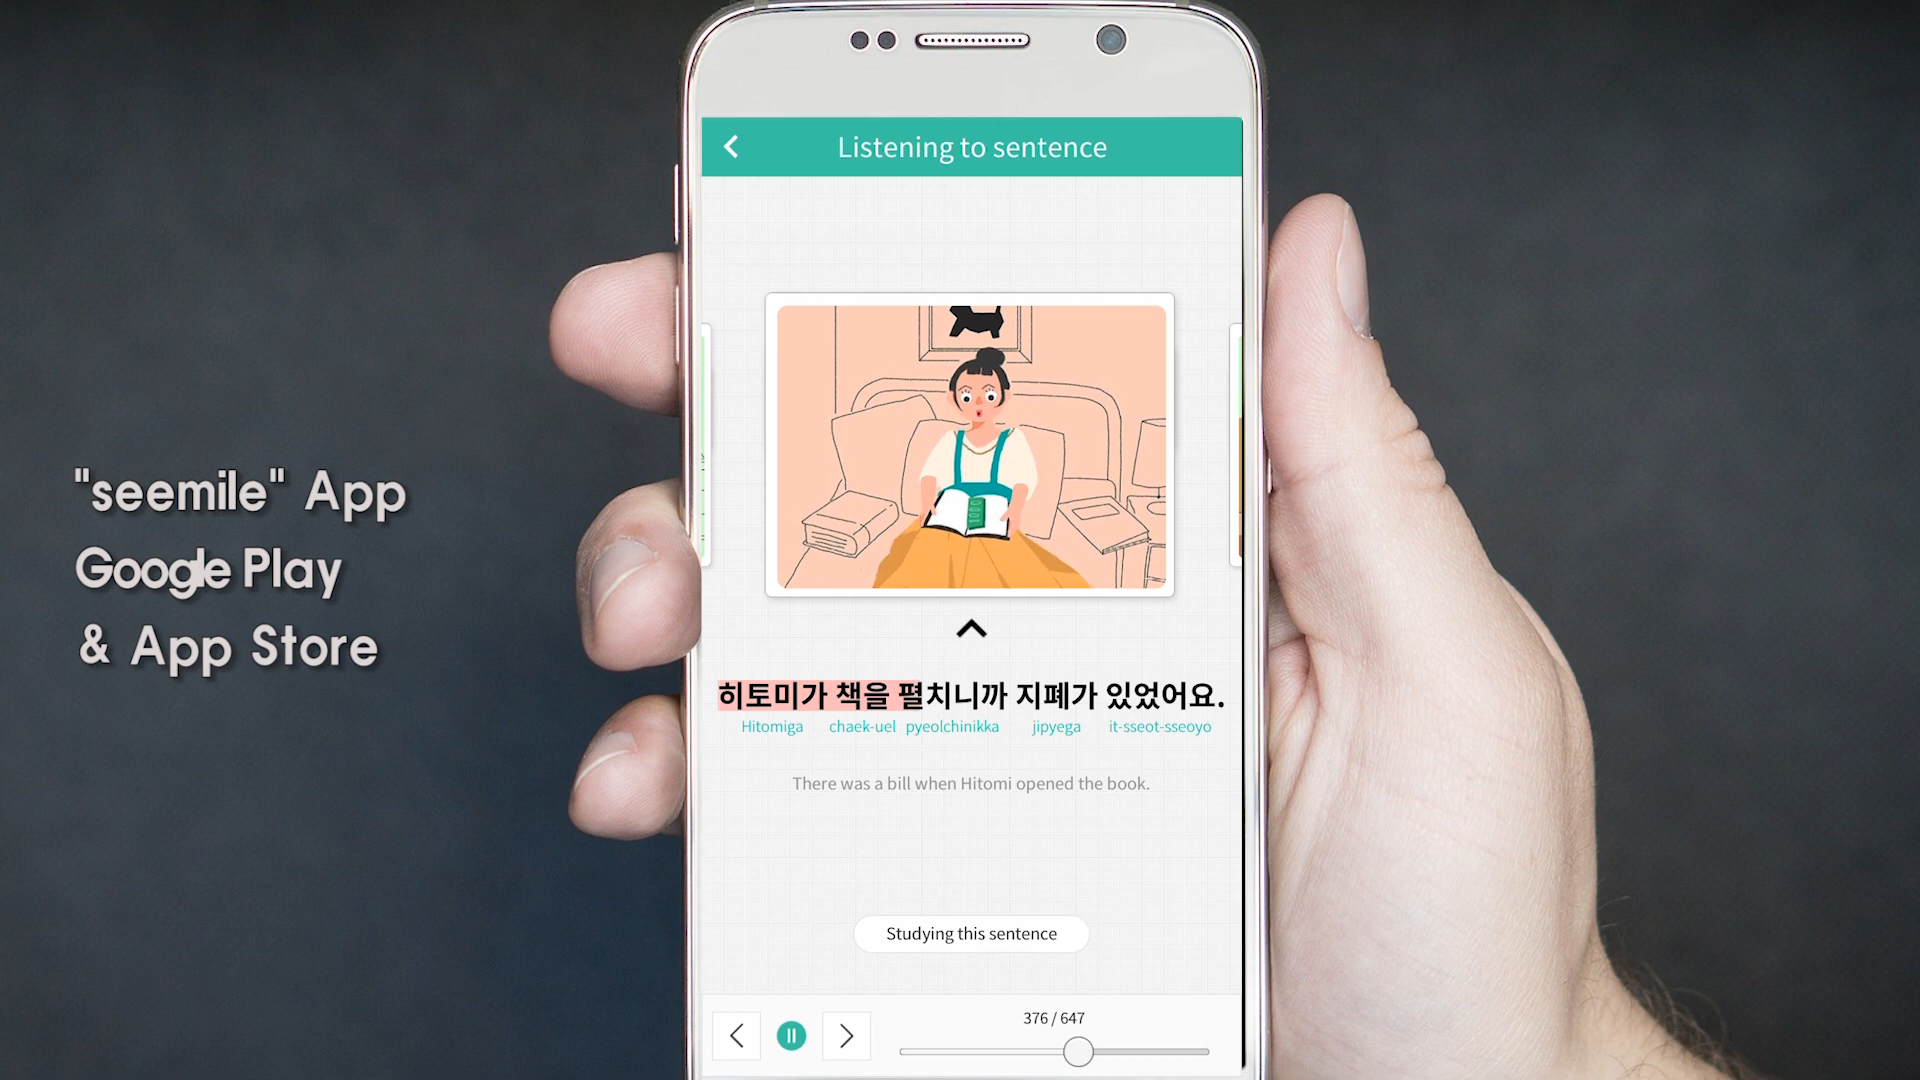 "seemile" App
Google Play
& App Store
Listening to sentence
히토미가 책을 펼치니까 지폐가 있었어요.
Hitomiga chaek-uel pyeolchinikka jipyega it-sseot-sseoyo
There was a bill when Hitomi opened the book.
Studying this sentence
376 / 647